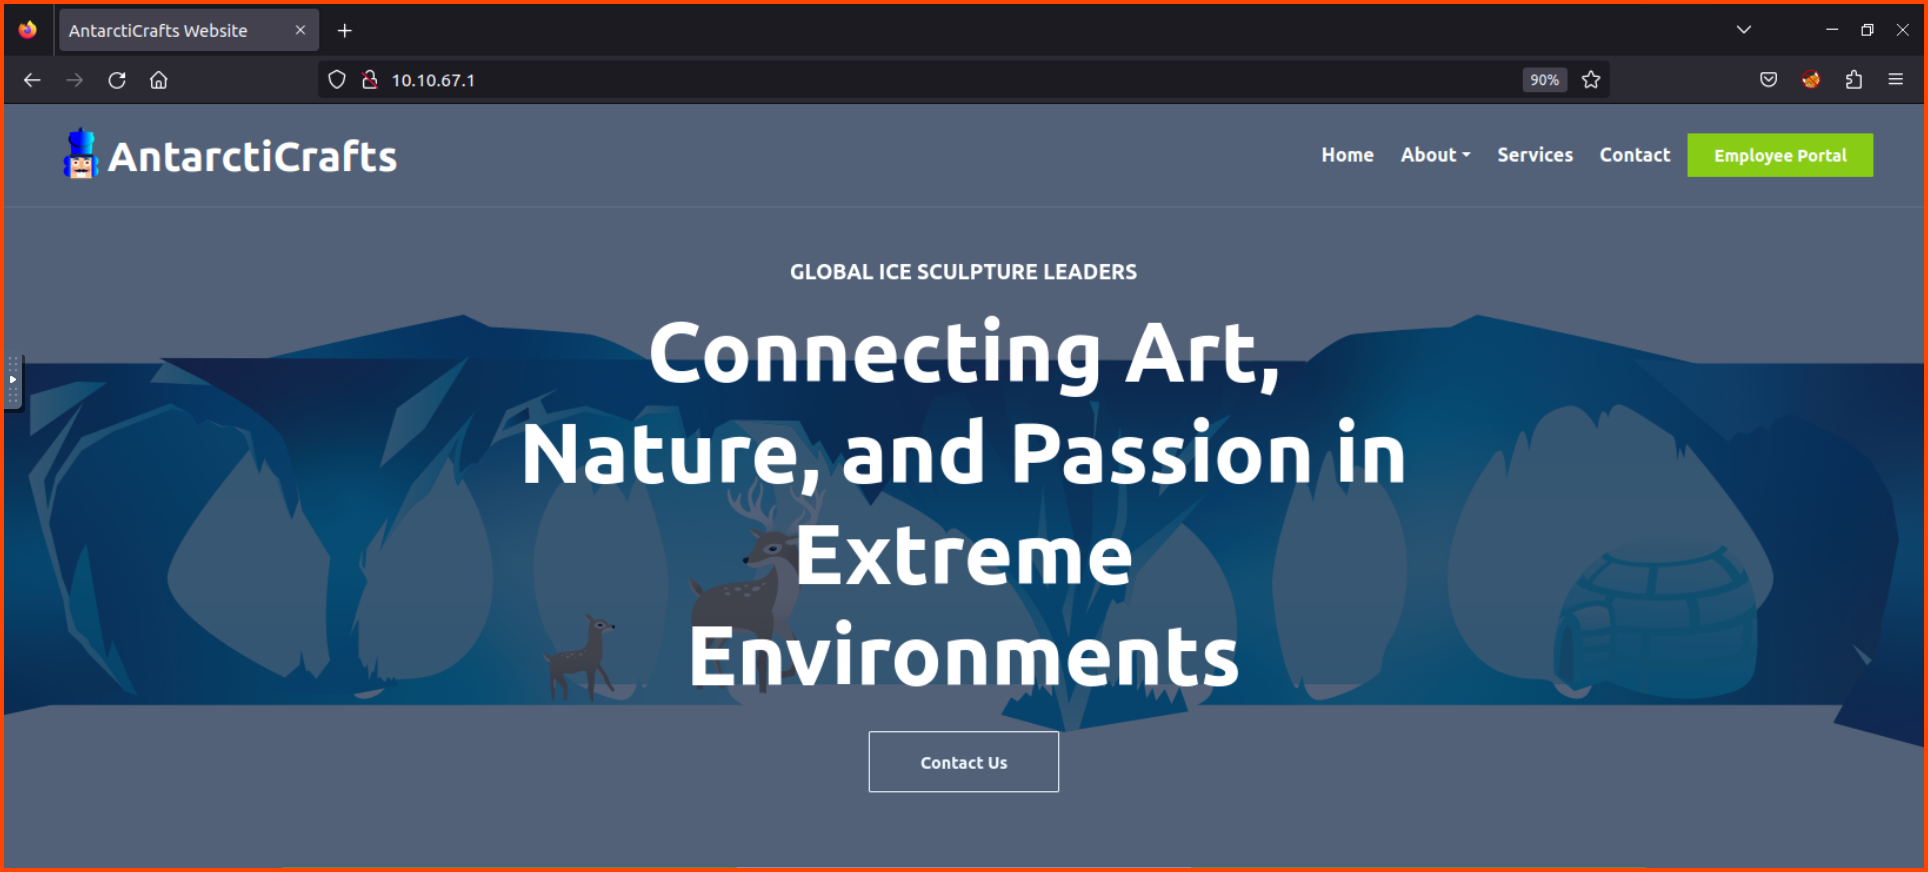 AntarctiCrafts Website
10.10.67.1
90%
AntarctiCrafts
Home About Services Contact Employee Portal
GLOBAL ICE SCULPTURE LEADERS
Connecting Art,
Nature, and Passion in
Extreme
Environments
Contact Us